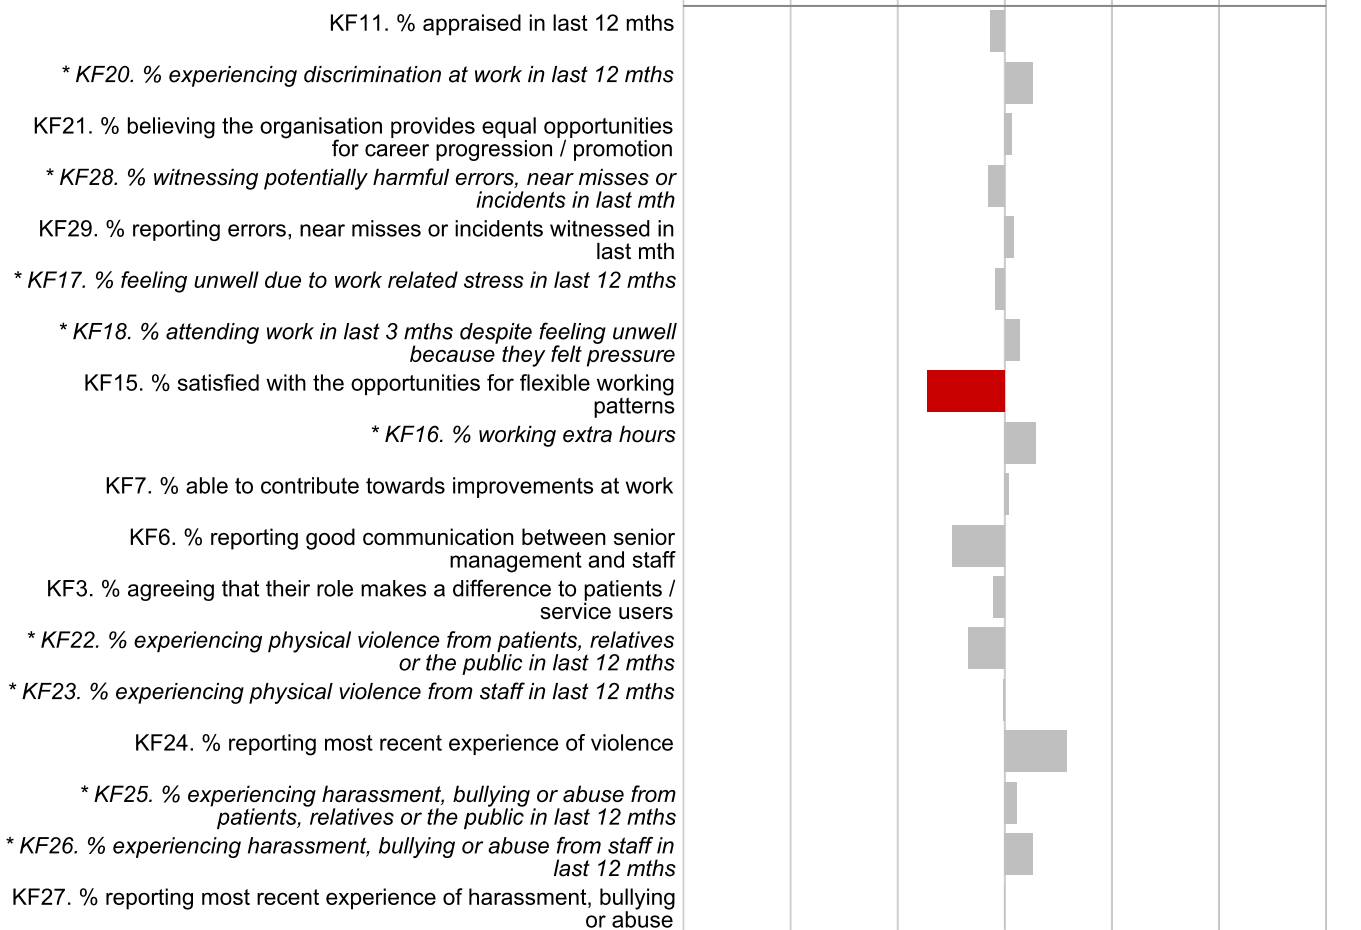 KF11. % appraised in last 12 mths
* KF20. % experiencing discrimination at work in last 12 mths
KF21. % believing the organisation provides equal opportunities
for career progression / promotion
* KF28. % witnessing potentially harmful errors, near misses or
incidents in last mth
KF29. % reporting errors, near misses or incidents witnessed in
last mth
* KF17. % feeling unwell due to work related stress in last 12 mths
* KF18. % attending work in last 3 mths despite feeling unwell
because they felt pressure
KF15. % satisfied with the opportunities for flexible working
patterns
* KF16. % working extra hours
KF7. % able to contribute towards improvements at work
KF6. % reporting good communication between senior
management and staff
KF3. % agreeing that their role makes a difference to patients /
service users
* KF22. % experiencing physical violence from patients, relatives
or the public in last 12 mths
* KF23. % experiencing physical violence from staff in last 12 mths
KF24. % reporting most recent experience of violence
* KF25. % experiencing harassment, bullying or abuse from
patients, relatives or the public in last 12 mths
* KF26. % experiencing harassment, bullying or abuse from staff in
last 12 mths
KF27. % reporting most recent experience of harassment, bullying
or abuse